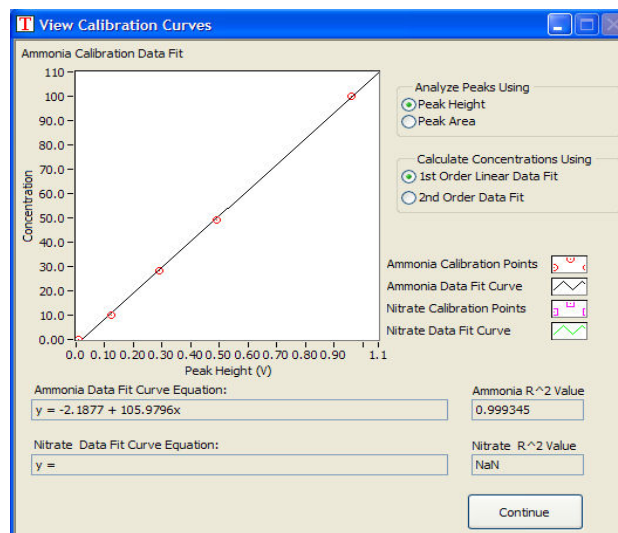 T View Calibration Curves
Ammonia Calibration Data Fit
110
100
90.0
80.0
70.0
60.0
50.0
40.0
30.0
20.0
10.0
0.00
Concentration
0.0 0.10 0.20 0.30 0.40 0.50 0.60 0.70 0.80 0.90 1.1
Peak Height (V)
Analyze Peaks Using
Peak Height
Peak Area
Calculate Concentrations Using
1st Order Linear Data Fit
2nd Order Data Fit
Ammonia Calibration Points
Ammonia Data Fit Curve
Nitrate Calibration Points
Nitrate Data Fit Curve
Ammonia Data Fit Curve Equation:
y = -2.1877 + 105.9796x
Ammonia R^2 Value
0.999345
Nitrate Data Fit Curve Equation:
y =
Nitrate R^2 Value
NaN
Continue